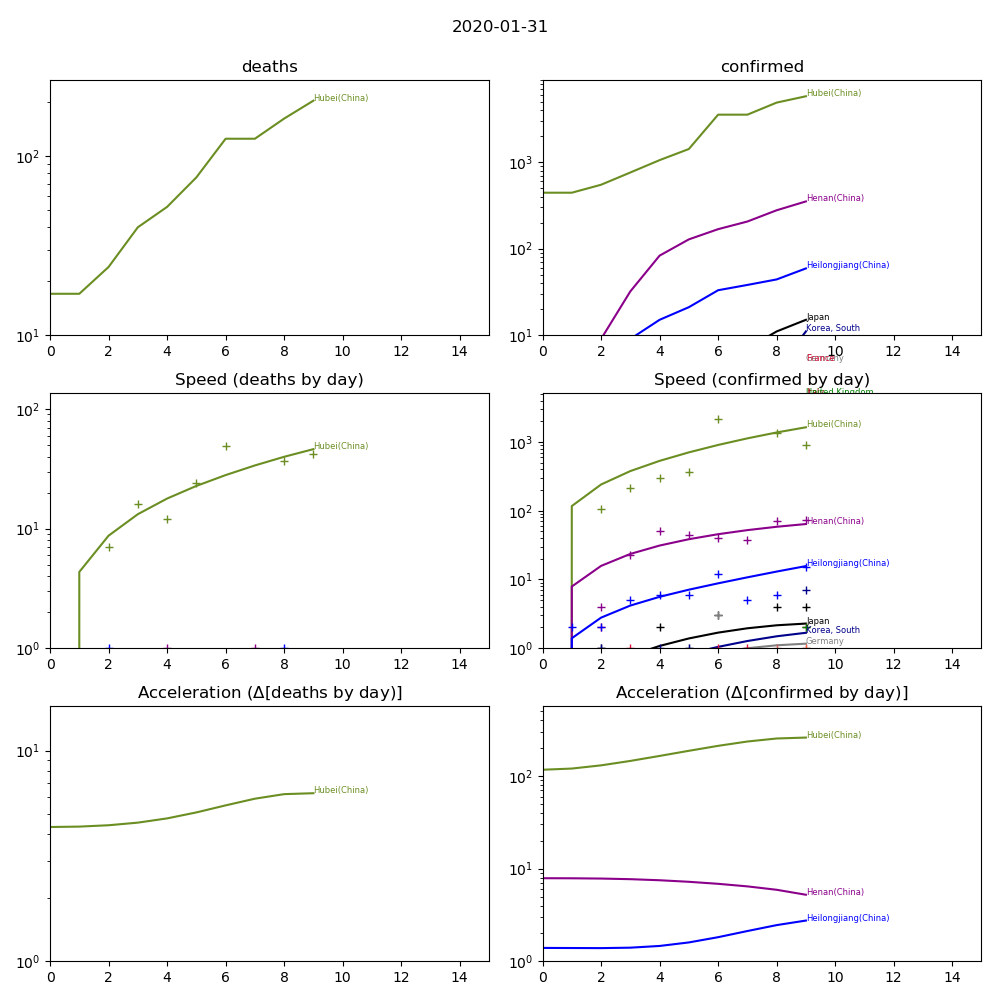 2020-01-31
deaths
confirmed
Hubei(China)
10²
10¹
0 2 4 6 8 10 12 14
Hubei(China)
Henan(China)
Heilongjiang(China)
Japan
Korea, South
10³
10²
10¹
0 2 4 6 8 10 12 14
Germany
United Kingdom
Speed (deaths by day)
Speed (confirmed by day)
Hubei(China)
10²
10¹
10⁰
0 2 4 6 8 10 12 14
Hubei(China)
Henan(China)
Heilongjiang(China)
Japan
Korea, South
Germany
10³
10²
10¹
10⁰
0 2 4 6 8 10 12 14
Acceleration (Δ[deaths by day)]
Acceleration (Δ[confirmed by day)]
Hubei(China)
10¹
10⁰
0 2 4 6 8 10 12 14
Hubei(China)
Henan(China)
Heilongjiang(China)
10²
10¹
10⁰
0 2 4 6 8 10 12 14